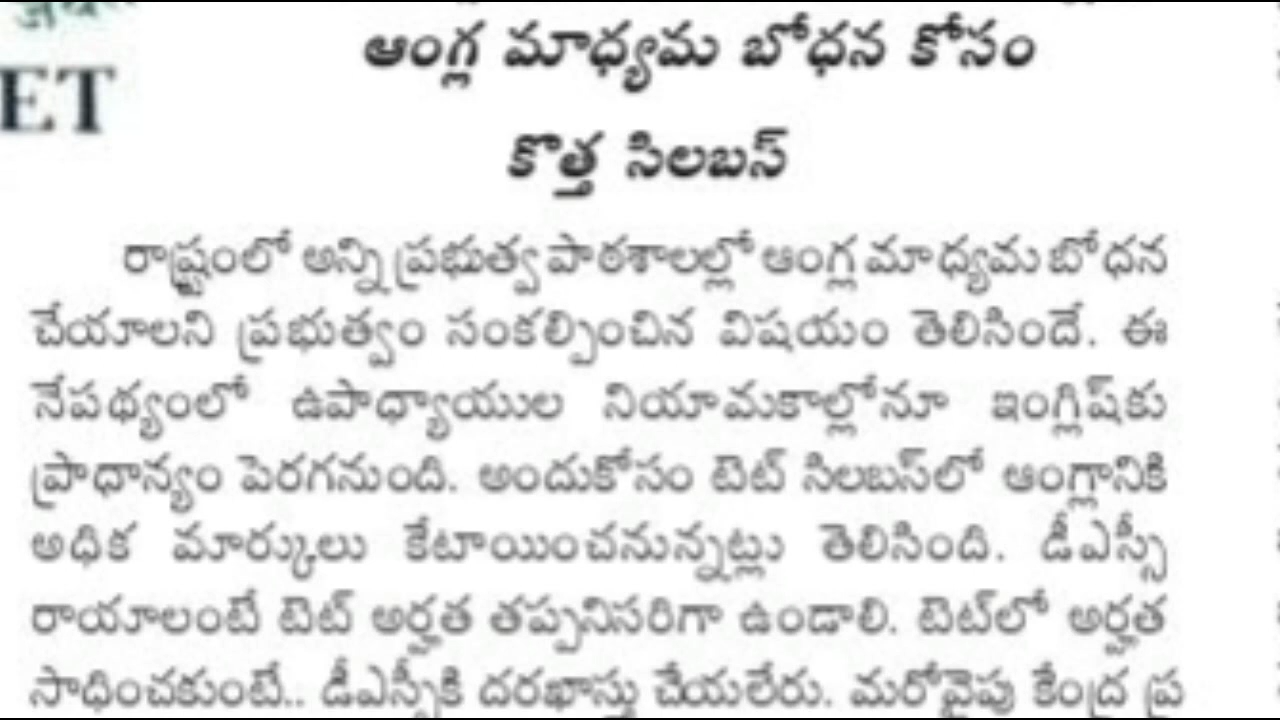 ET
ఆంగ్ల మాధ్యమ బోధన కోసం
కొత్త సిలబస్
రాష్ట్రంలో అన్ని ప్రభుత్వ పాఠశాలల్లో ఆంగ్ల మాధ్యమ బోధన
చేయాలని ప్రభుత్వం సంకల్పించిన విషయం తెలిసిందే. ఈ
నేపథ్యంలో ఉపాధ్యాయుల నియామకాల్లోనూ ఇంగ్లిష్‌కు
ప్రాధాన్యం పెరగనుంది. అందుకోసం టెట్ సిలబస్‌లో ఆంగ్లానికి
అధిక మార్కులు కేటాయించనున్నట్లు తెలిసింది. డీఎస్సీ
రాయాలంటే టెట్ అర్హత తప్పనిసరిగా ఉండాలి. టెట్‌లో అర్హత
సాధించకుంటే.. డీఎస్సీకి దరఖాస్తు చేయలేరు. మరోవైపు కేంద్ర ప్ర